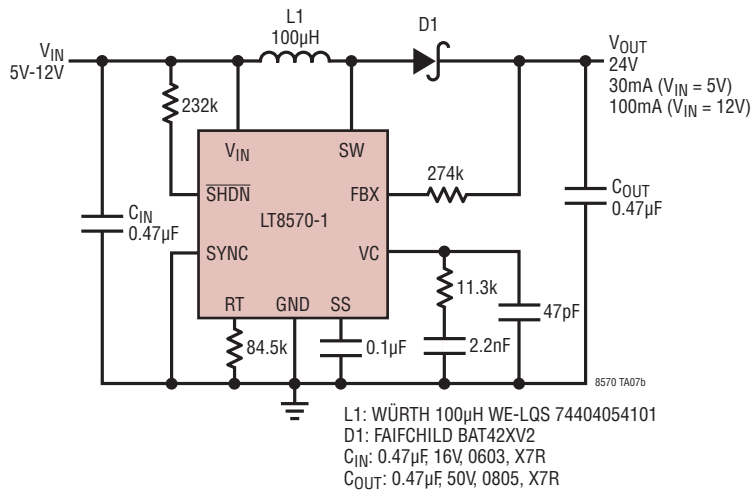 L1
100µH
D1
VIN
5V-12V
VOUT
24V
30mA (VIN = 5V)
100mA (VIN = 12V)
232k
VIN
SW
274k
SHDN
FBX
LT8570-1
CIN
0.47µF
COUT
0.47µF
SYNC
VC
11.3k
47pF
RT
GND
SS
84.5k
0.1µF
2.2nF
8570 TA07b
L1: WÜRTH 100µH WE-LQS 74404054101
D1: FAIFCHILD BAT42XV2
CIN: 0.47µF, 16V, 0603, X7R
COUT: 0.47µF, 50V, 0805, X7R